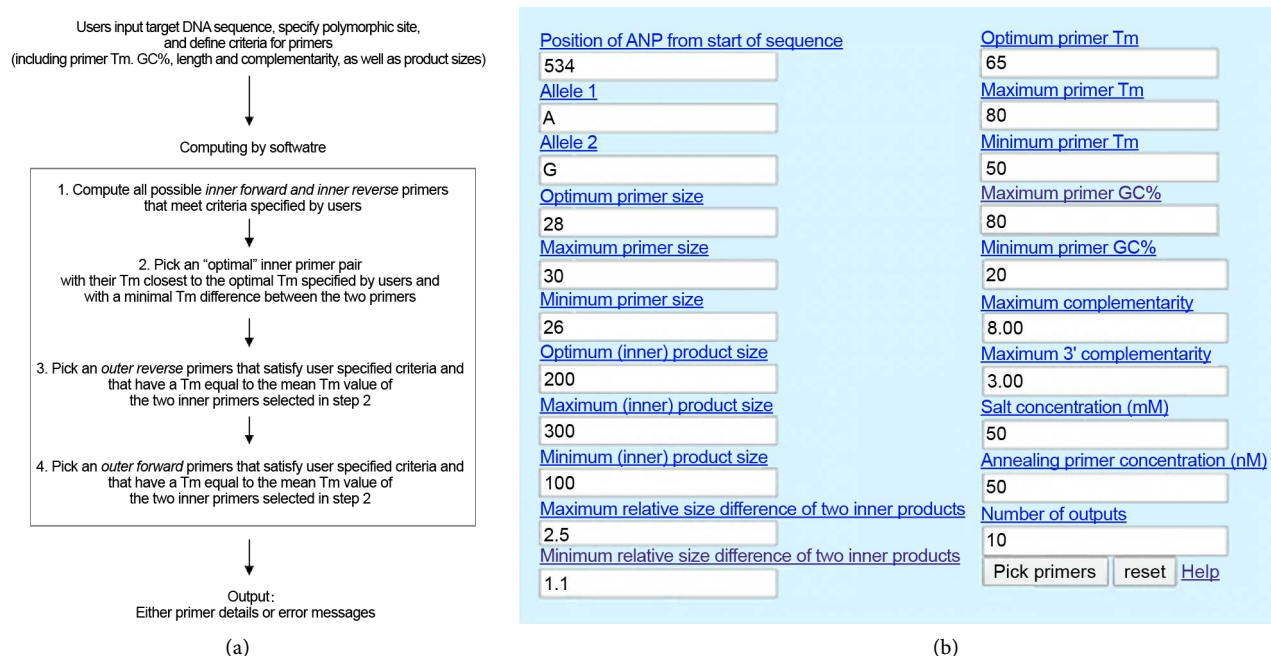 Users input target DNA sequence, specify polymorphic site,
and define criteria for primers
(including primer Tm. GC%, length and complementarity, as well as product sizes)
Computing by softwatre
1. Compute all possible inner forward and inner reverse primers
that meet criteria specified by users
2. Pick an “optimal” inner primer pair
with their Tm closest to the optimal Tm specified by users and
with a minimal Tm difference between the two primers
3. Pick an outer reverse primers that satisfy user specified criteria and
that have a Tm equal to the mean Tm value of
the two inner primers selected in step 2
4. Pick an outer forward primers that satisfy user specified criteria and
that have a Tm equal to the mean Tm value of
the two inner primers selected in step 2
Output:
Either primer details or error messages
(a)
Position of ANP from start of sequence
534
Allele 1
A
Allele 2
G
Optimum primer size
28
Maximum primer size
30
Minimum primer size
26
Optimum (inner) product size
200
Maximum (inner) product size
300
Minimum (inner) product size
100
Maximum relative size difference of two inner products
2.5
Minimum relative size difference of two inner products
1.1
Optimum primer Tm
65
Maximum primer Tm
80
Minimum primer Tm
50
Maximum primer GC%
80
Minimum primer GC%
20
Maximum complementarity
8.00
Maximum 3' complementarity
3.00
Salt concentration (mM)
50
Annealing primer concentration (nM)
50
Number of outputs
10
Pick primers reset Help
(b)